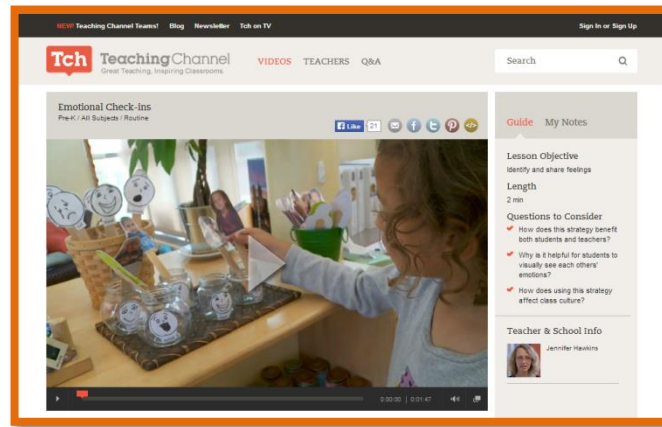 NEW! Teaching Channel Teams! Blog Newsletter Tch on TV
Sign In or Sign Up
Tch TeachingChannel
Great Teaching. Inspiring Classrooms.
VIDEOS TEACHERS Q&A
Search
Emotional Check-Ins
Pre-K / All Subjects / Routine
Like 21
Guide My Notes
Lesson Objective
Identify and share feelings
Length
2 min
Questions to Consider
How does this strategy benefit
both students and teachers?
Why is it helpful for students to
visually see each others'
emotions?
How does using this strategy
affect class culture?
Teacher & School Info
Jennifer Hawkins
0:00:00 | 0:01:47